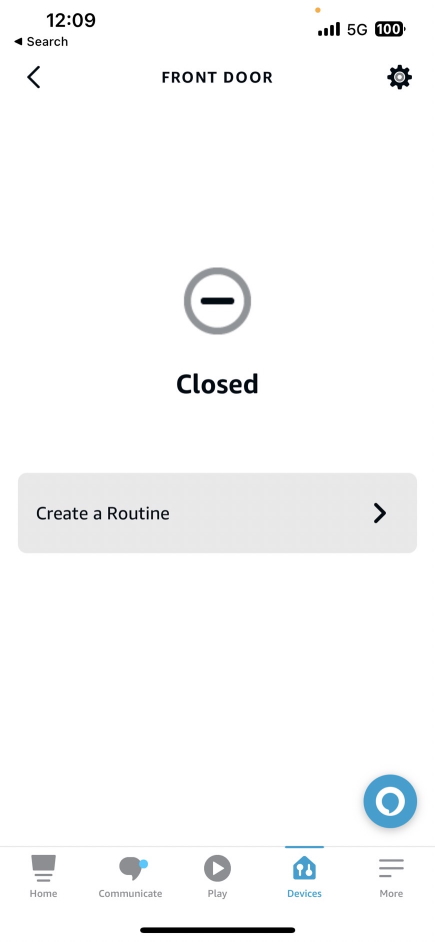 12:09
5G
100
Search
FRONT DOOR
Closed
Create a Routine
Home
Communicate
Play
Devices
More